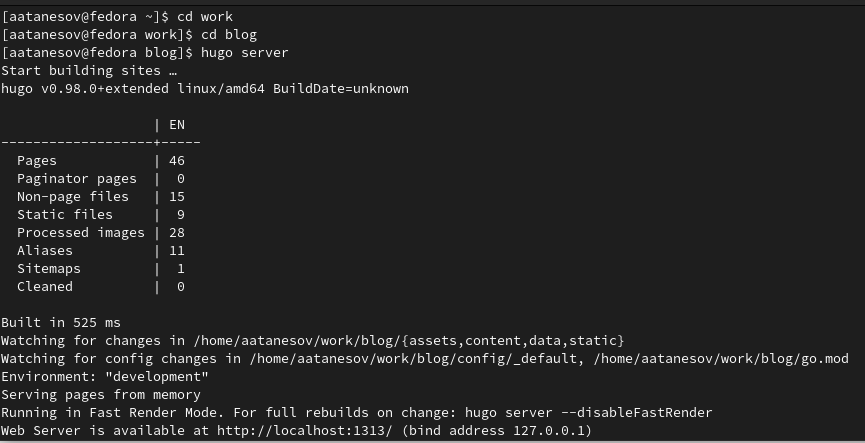 [aatanesov@fedora ~]$ cd work
[aatanesov@fedora work]$ cd blog
[aatanesov@fedora blog]$ hugo server
Start building sites …
hugo v0.98.0+extended linux/amd64 BuildDate=unknown
                   | EN
-------------------+-----
  Pages            | 46
  Paginator pages  |  0
  Non-page files   | 15
  Static files     |  9
  Processed images | 28
  Aliases          | 11
  Sitemaps         |  1
  Cleaned          |  0
Built in 525 ms
Watching for changes in /home/aatanesov/work/blog/{assets,content,data,static}
Watching for config changes in /home/aatanesov/work/blog/config/_default, /home/aatanesov/work/blog/go.mod
Environment: "development"
Serving pages from memory
Running in Fast Render Mode. For full rebuilds on change: hugo server --disableFastRender
Web Server is available at http://localhost:1313/ (bind address 127.0.0.1)